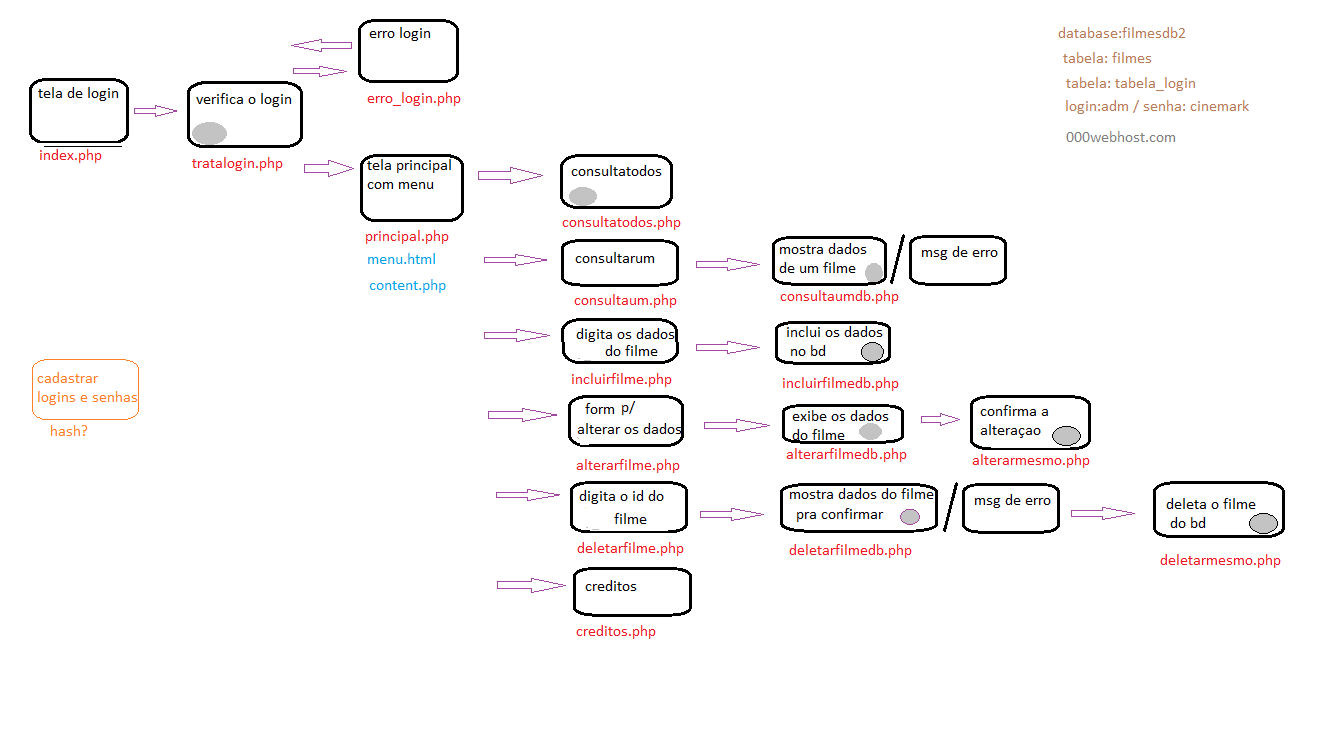 erro login
erro_login.php
tela de login
index.php
verifica o login
tratalogin.php
tela principal
com menu
principal.php
menu.html
content.php
consultatodos
consultatodos.php
consultarum
consultaum.php
mostra dados
de um filme
consultaumdb.php
msg de erro
digita os dados
do filme
incluirfilme.php
inclui os dados
no bd
incluirfilmedb.php
form p/
alterar os dados
alterarfilme.php
exibe os dados
do filme
alterarfilmedb.php
confirma a
alteraçao
alterarmesmo.php
digita o id do
filme
deletarfilme.php
mostra dados do filme
pra confirmar
deletarfilmedb.php
msg de erro
deleta o filme
do bd
deletarmesmo.php
creditos
creditos.php
cadastrar
logins e senhas
hash?
database:filmesdb2
tabela: filmes
tabela: tabela_login
login:adm / senha: cinemark
000webhost.com